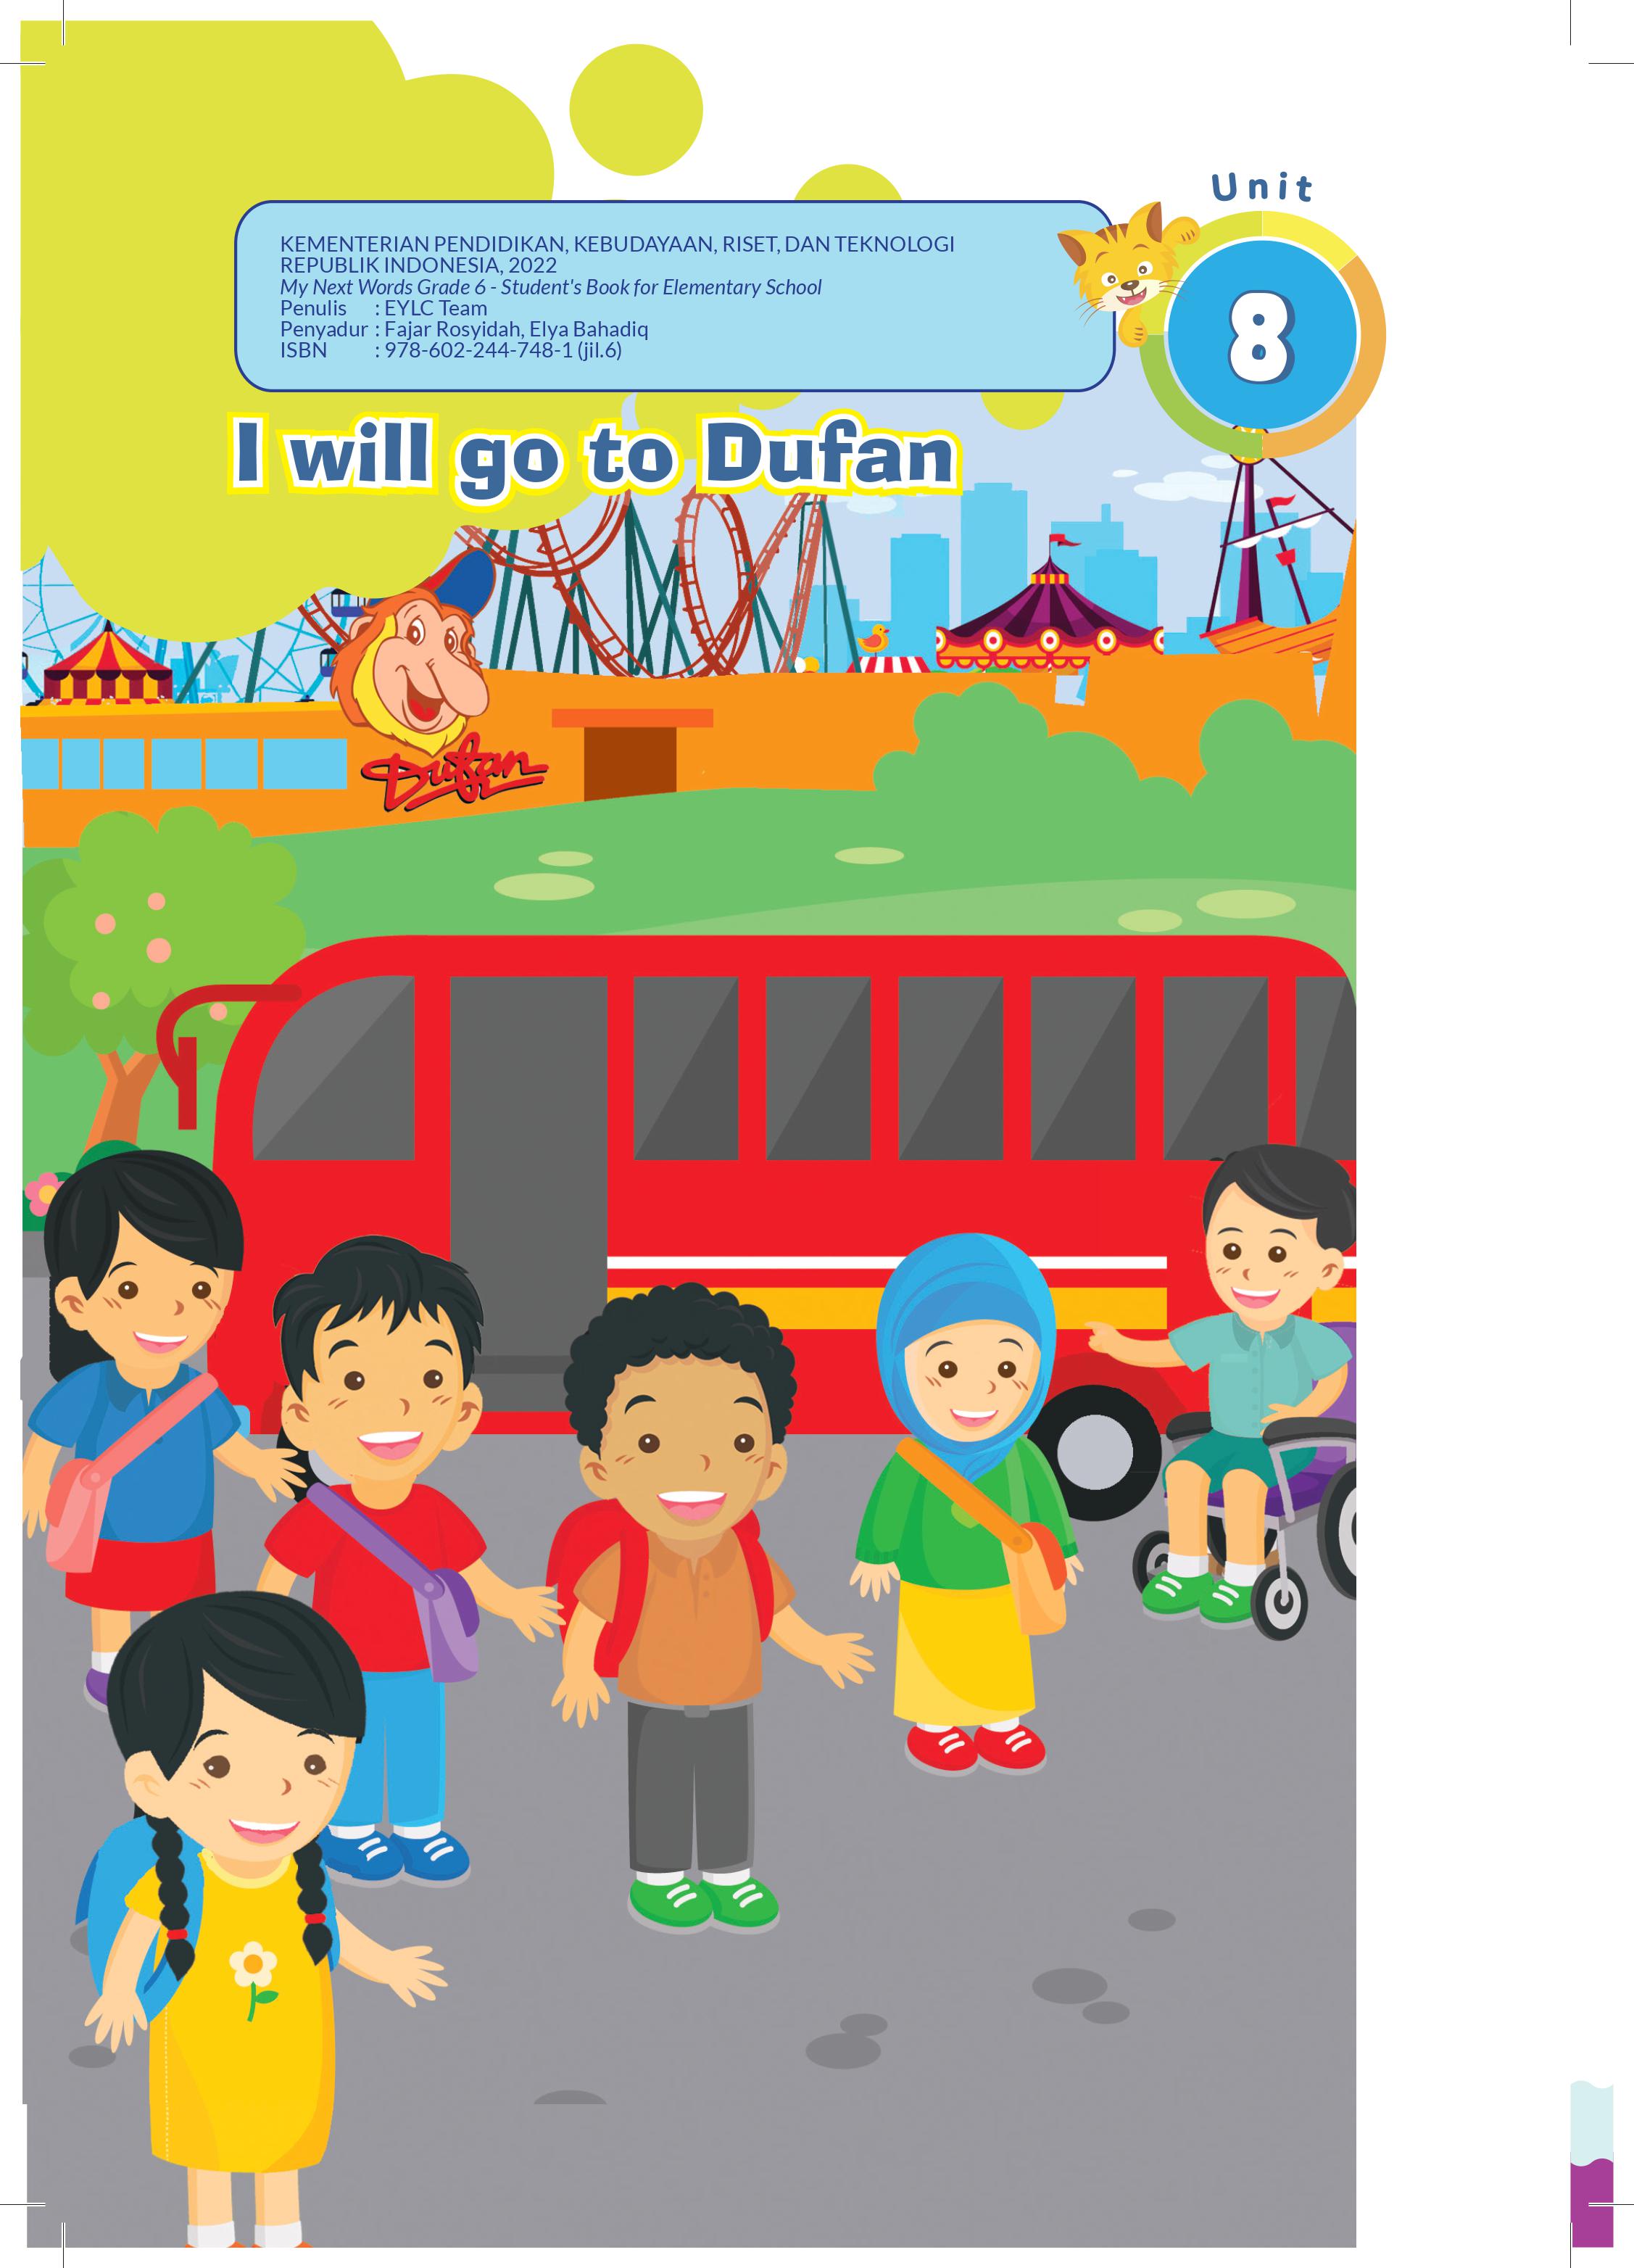 Unit
8
KEMENTERIAN PENDIDIKAN, KEBUDAYAAN, RISET, DAN TEKNOLOGI
REPUBLIK INDONESIA, 2022
My Next Words Grade 6 - Student's Book for Elementary School
Penulis : EYLC Team
Penyadur : Fajar Rosyidah, Elya Bahadiq
ISBN : 978-602-244-748-1 (jil.6)
I will go to Dufan
Dufan